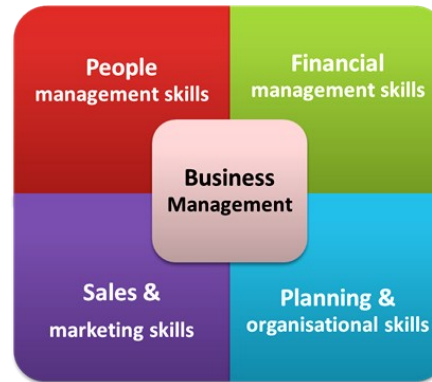 People
management skills
Financial
management skills
Business
Management
Sales &
marketing skills
Planning &
organisational skills